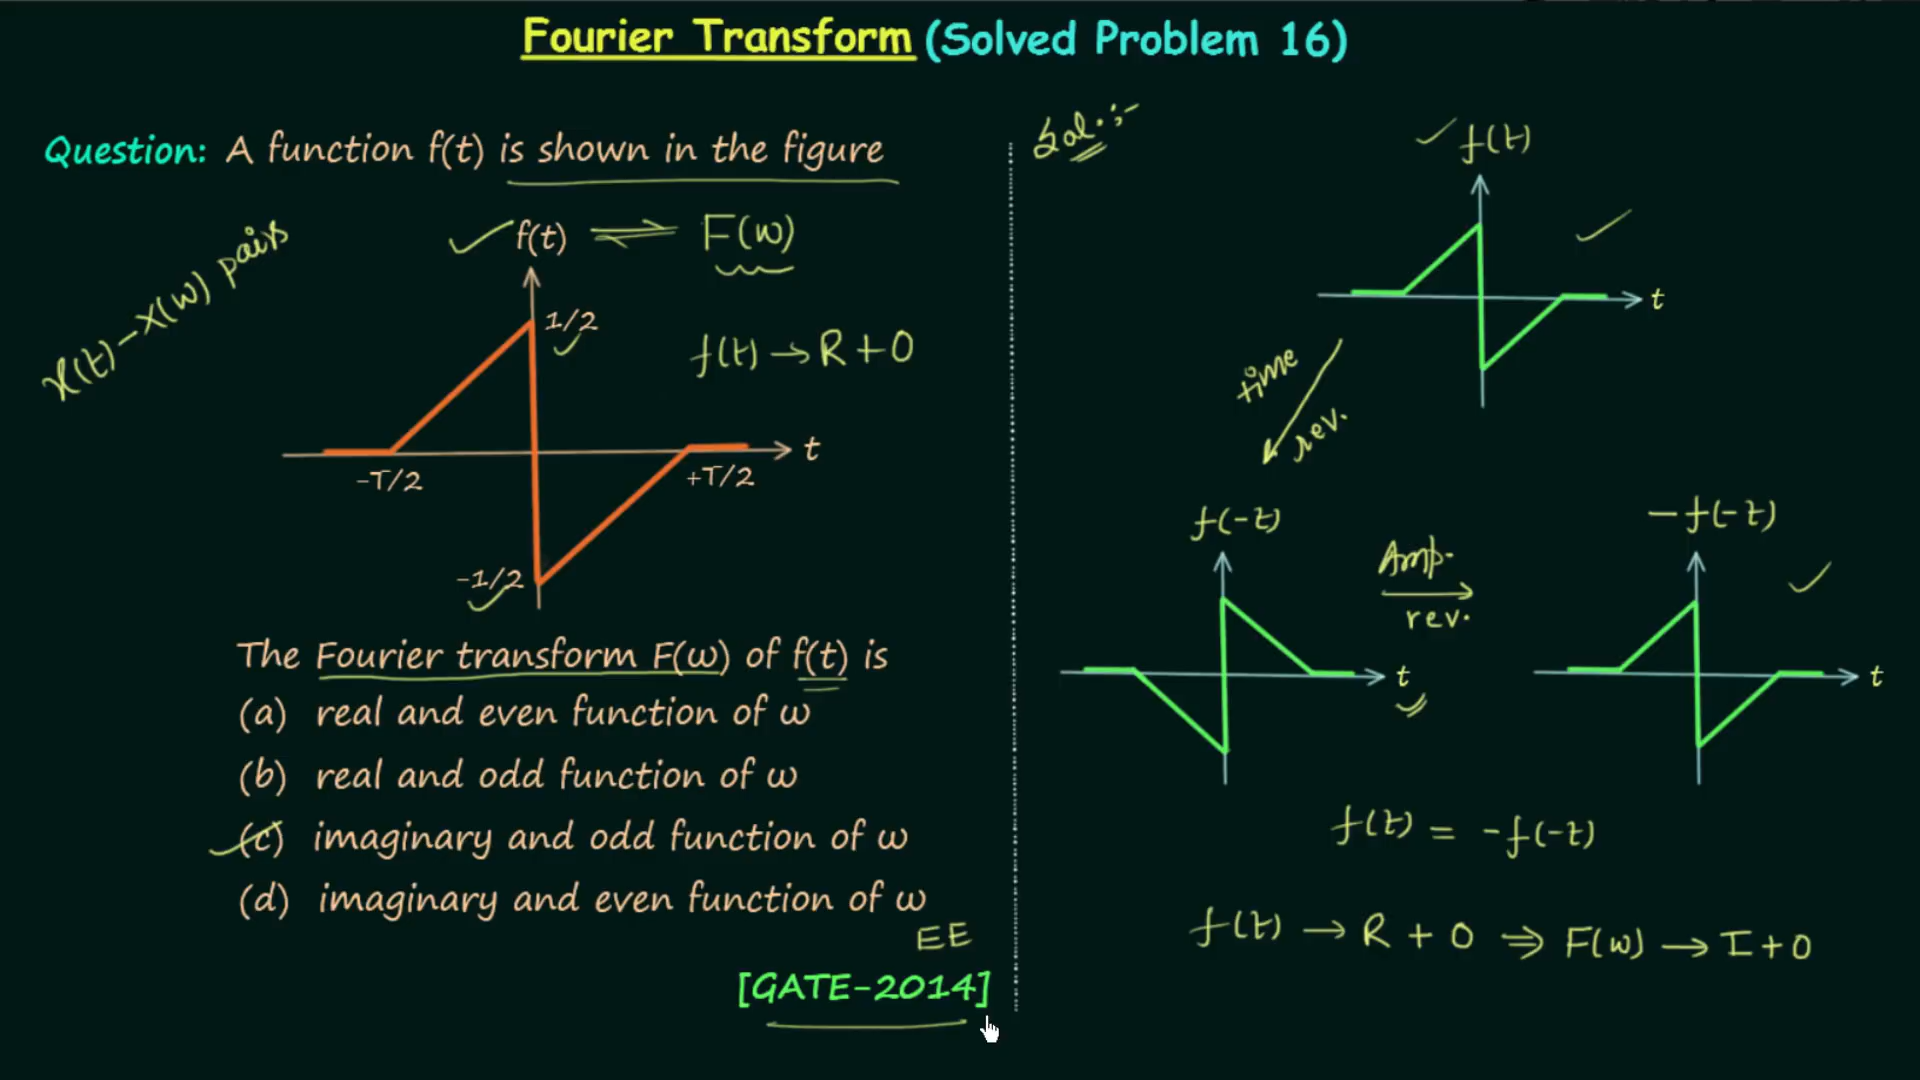 Fourier Transform (Solved Problem 16)
Question: A function f(t) is shown in the figure
x(t)-X(ω) pairs
f(t) ⇌ F(ω)
1/2
f(t) → R+O
t
-T/2
+T/2
-1/2
The Fourier transform F(ω) of f(t) is
(a) real and even function of ω
(b) real and odd function of ω
(c) imaginary and odd function of ω
(d) imaginary and even function of ω
EE
[GATE-2014]
Sol.:-
f(t)
t
time
rev.
f(-t)
t
Amp.
rev.
-f(-t)
t
f(t) = -f(-t)
f(t) → R + O ⇒ F(ω) → I+O